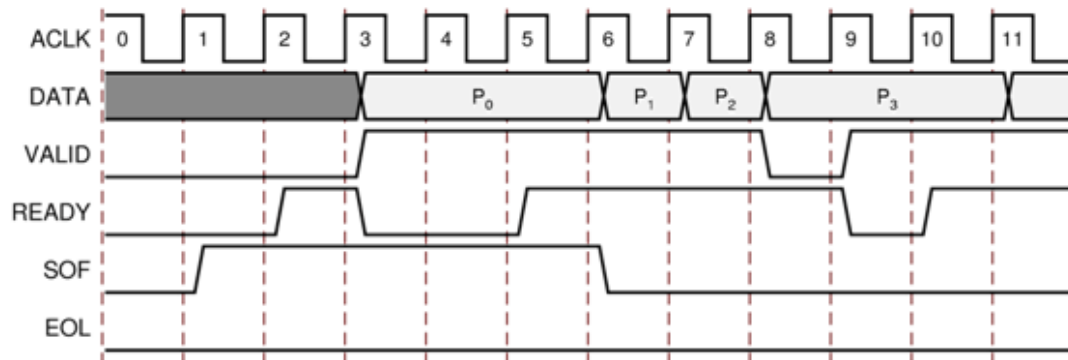 ACLK 0 1 2 3 4 5 6 7 8 9 10 11
DATA P₀ P₁ P₂ P₃
VALID
READY
SOF
EOL